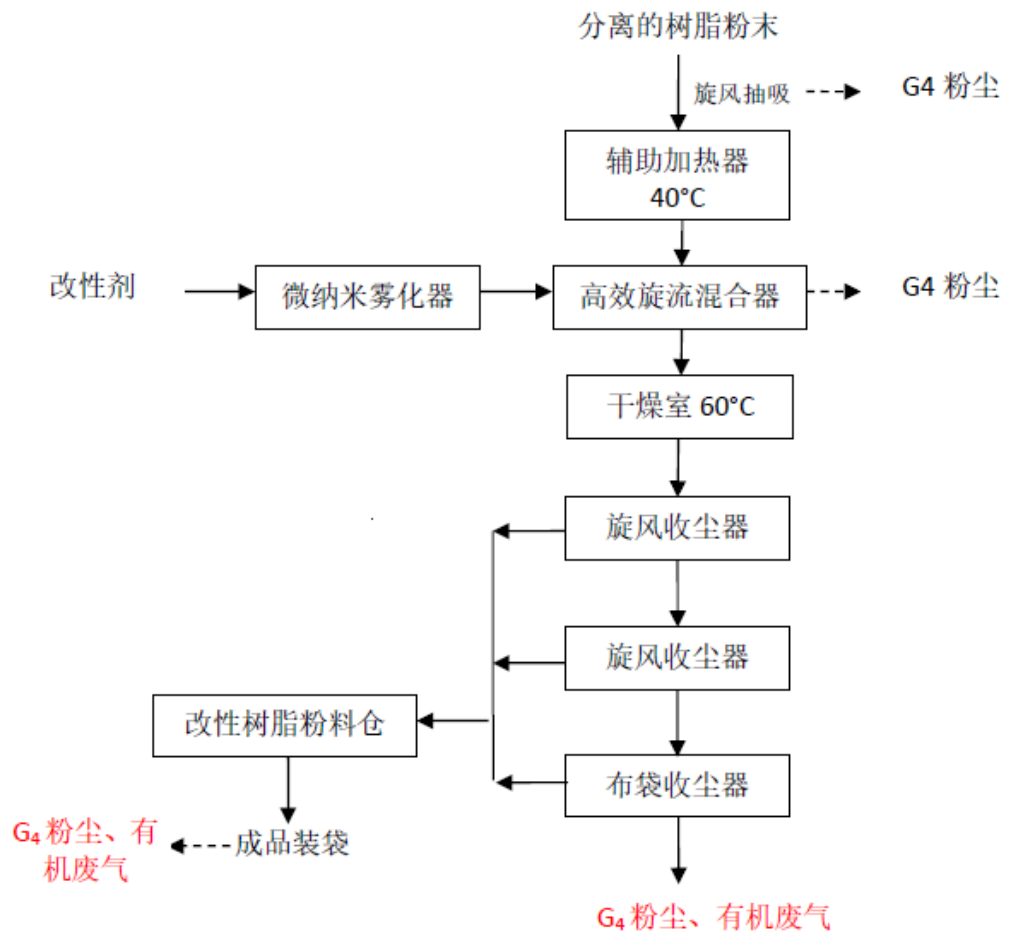 分离的树脂粉末
旋风抽吸
G4 粉尘
辅助加热器
40°C
改性剂
微纳米雾化器
高效旋流混合器
G4 粉尘
干燥室 60°C
旋风收尘器
旋风收尘器
改性树脂粉料仓
布袋收尘器
G₄ 粉尘、有
机废气
成品装袋
G₄ 粉尘、有机废气